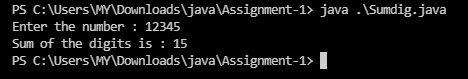 PS C:\Users\MY\Downloads\java\Assignment-1> java .\Sumdig.java
Enter the number : 12345
Sum of the digits is : 15
PS C:\Users\MY\Downloads\java\Assignment-1>